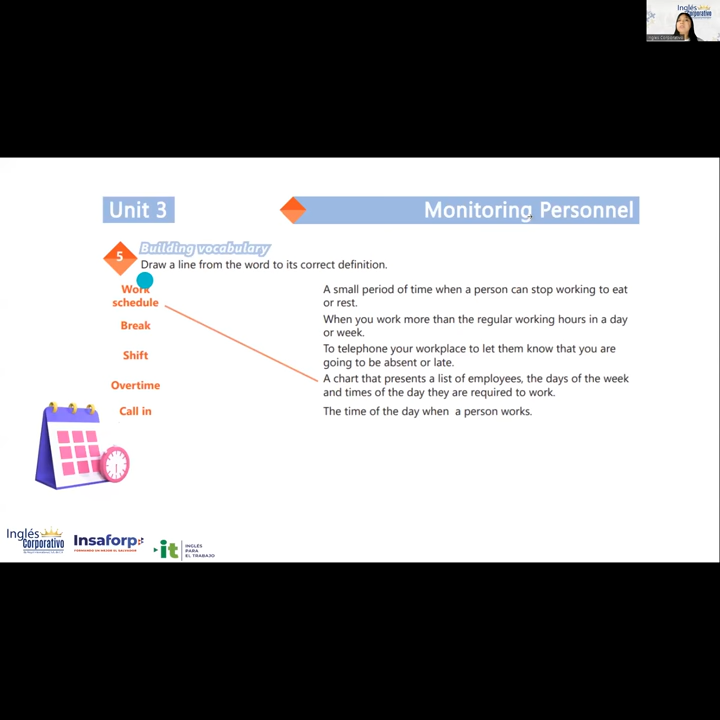 Inglés
Corporativo
Inglés Corporativo
Unit 3
Monitoring Personnel
5
Building vocabulary
Draw a line from the word to its correct definition.
Work
schedule
Break
Shift
Overtime
Call in
A small period of time when a person can stop working to eat
or rest.
When you work more than the regular working hours in a day
or week.
To telephone your workplace to let them know that you are
going to be absent or late.
A chart that presents a list of employees, the days of the week
and times of the day they are required to work.
The time of the day when a person works.
Inglés
Corporativo
Insaforp
FORMANDO UN MEJOR EL SALVADOR
it
INGLÉS
PARA
EL TRABAJO